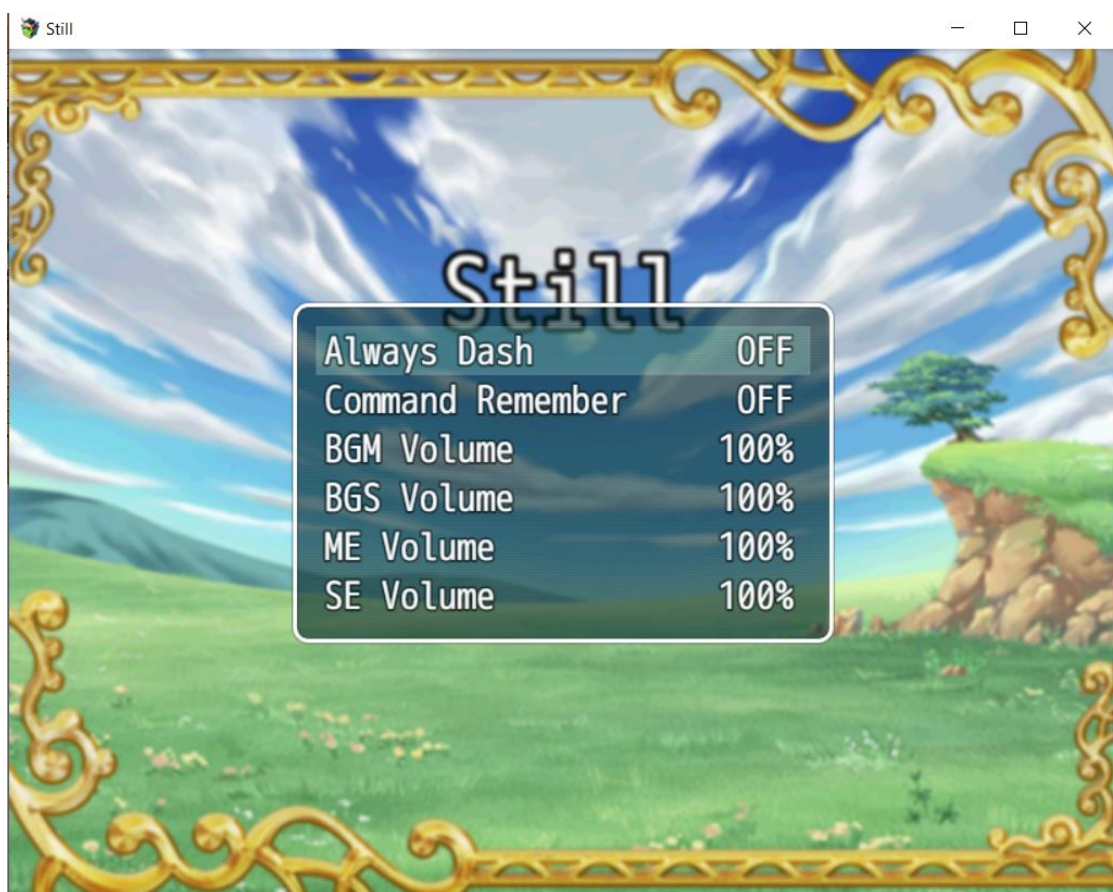 Still
Still
Always Dash OFF
Command Remember OFF
BGM Volume 100%
BGS Volume 100%
ME Volume 100%
SE Volume 100%